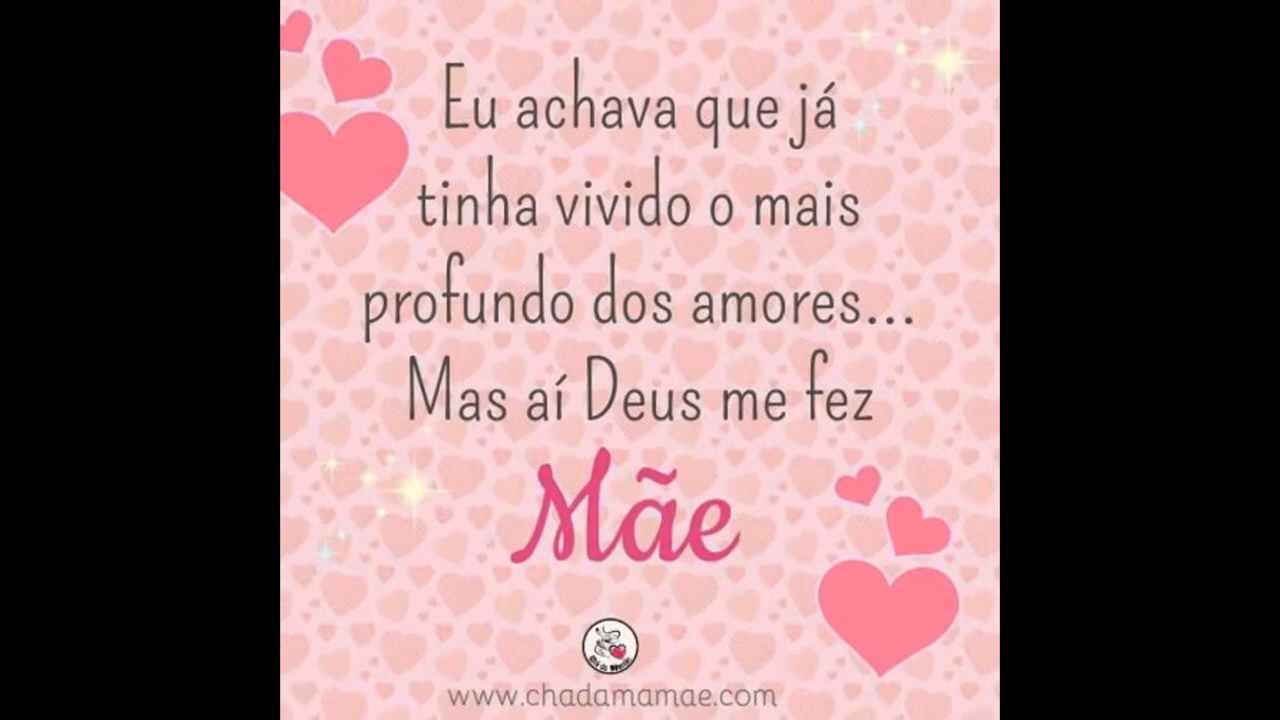 Eu achava que já
tinha vivido o mais
profundo dos amores...
Mas aí Deus me fez
Mãe
www.chadamamae.com